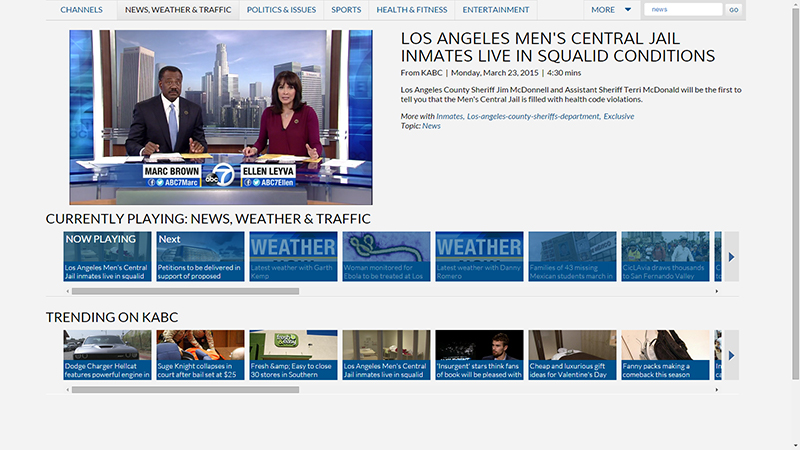 CHANNELS
NEWS, WEATHER & TRAFFIC
POLITICS & ISSUES
SPORTS
HEALTH & FITNESS
ENTERTAINMENT
MORE
news
GO
LOS ANGELES MEN'S CENTRAL JAIL
INMATES LIVE IN SQUALID CONDITIONS
From KABC | Monday, March 23, 2015 | 4:30 mins
Los Angeles County Sheriff Jim McDonnell and Assistant Sheriff Terri McDonald will be the first to
tell you that the Men's Central Jail is filled with health code violations.
More with Inmates, Los-angeles-county-sheriffs-department, Exclusive
Topic: News
MARC BROWN
ABC7Marc
abc 7
ELLEN LEYVA
ABC7Ellen
CURRENTLY PLAYING: NEWS, WEATHER & TRAFFIC
NOW PLAYING
Los Angeles Men's Central
Jail inmates live in squalid
Next
Petitions to be delivered in
support of proposed
WEATHER
Latest weather with Garth
Kemp
Woman monitored for
Ebola to be treated at Los
WEATHER
Latest weather with Danny
Romero
Families of 43 missing
Mexican students march in
CicLAvia draws thousands
to San Fernando Valley
TRENDING ON KABC
Dodge Charger Hellcat
features powerful engine in
Suge Knight collapses in
court after bail set at $25
Fresh &amp; Easy to close
30 stores in Southern
Los Angeles Men's Central
Jail inmates live in squalid
'Insurgent' stars think fans
of book will be pleased with
Cheap and luxurious gift
ideas for Valentine's Day
Fanny packs making a
comeback this season